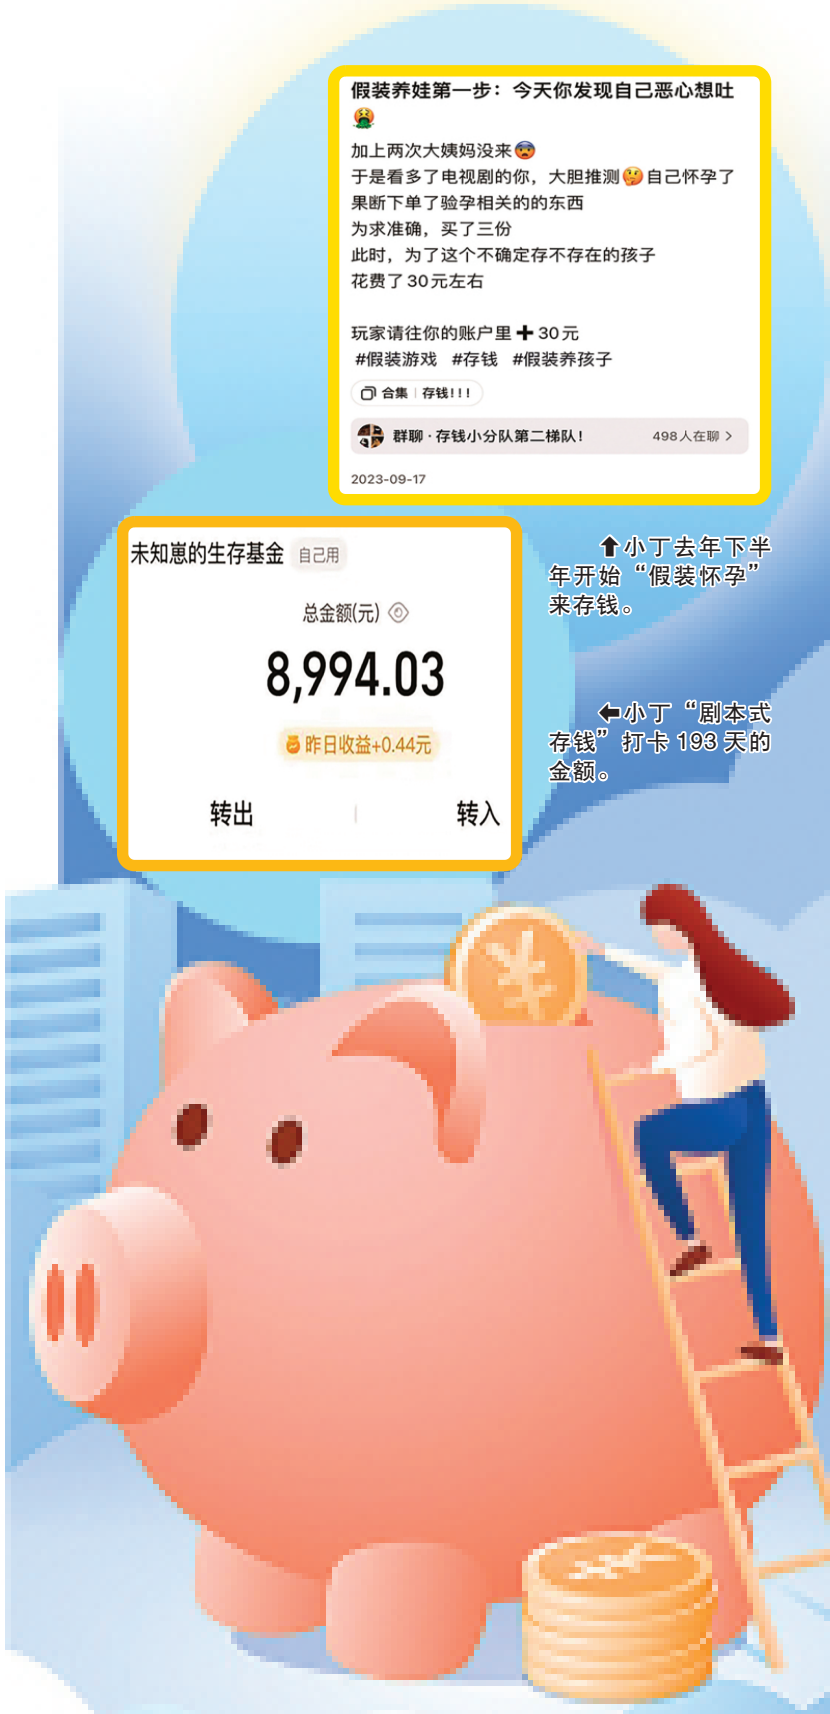 假装养娃第一步：今天你发现自己恶心想吐
🤮
加上两次大姨妈没来😨
于是看多了电视剧的你，大胆推测🤔自己怀孕了
果断下单了验孕相关的的东西
为求准确，买了三份
此时，为了这个不确定存不存在的孩子
花费了30元左右
玩家请往你的账户里➕30元
#假装游戏 #存钱 #假装养孩子
合集 | 存钱!!!
群聊·存钱小分队第二梯队! 498人在聊 >
2023-09-17
未知崽的生存基金 自己用
总金额(元)
8,994.03
昨日收益+0.44元
转出 | 转入
⬆小丁去年下半
年开始“假装怀孕”
来存钱。
⬅小丁“剧本式
存钱”打卡193天的
金额。